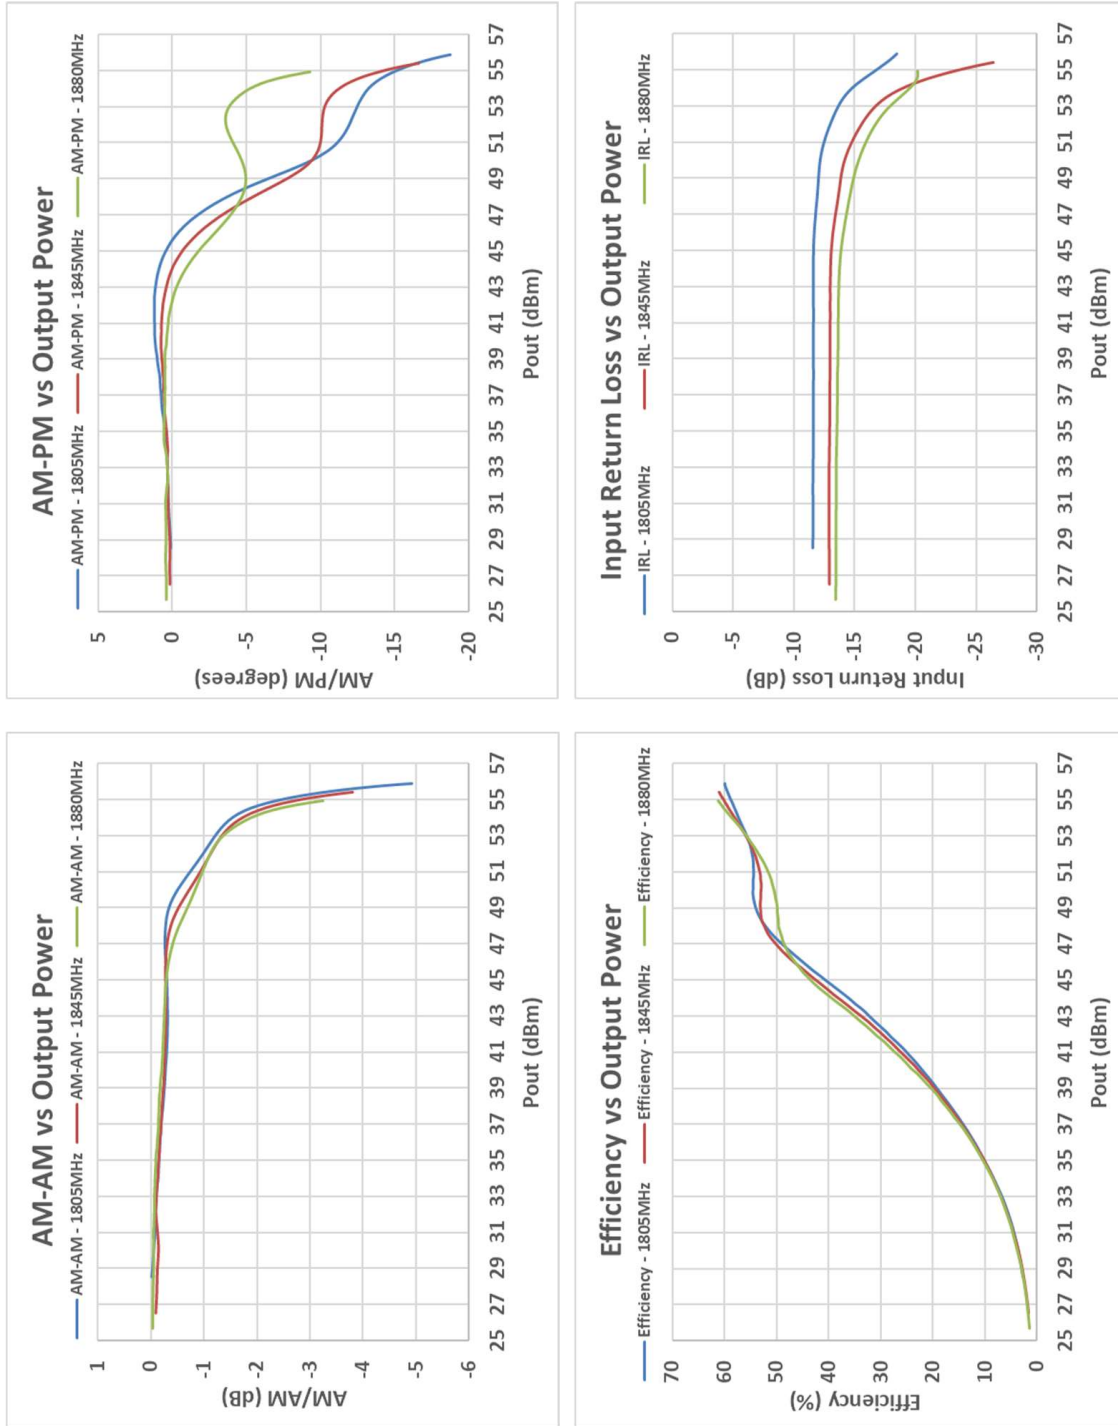 AM-AM vs Output Power
AM-AM - 1805MHz AM-AM - 1845MHz AM-AM - 1880MHz
1
0
-1
-2
-3
-4
-5
-6
AM/AM (dB)
25 27 29 31 33 35 37 39 41 43 45 47 49 51 53 55 57
Pout (dBm)
AM-PM vs Output Power
AM-PM - 1805MHz AM-PM - 1845MHz AM-PM - 1880MHz
5
0
-5
-10
-15
-20
AM/PM (degrees)
25 27 29 31 33 35 37 39 41 43 45 47 49 51 53 55 57
Pout (dBm)
Efficiency vs Output Power
Efficiency - 1805MHz Efficiency - 1845MHz Efficiency - 1880MHz
70
60
50
40
30
20
10
0
Efficiency (%)
25 27 29 31 33 35 37 39 41 43 45 47 49 51 53 55 57
Pout (dBm)
Input Return Loss vs Output Power
IRL - 1805MHz IRL - 1845MHz IRL - 1880MHz
0
-5
-10
-15
-20
-25
-30
Input Return Loss (dB)
25 27 29 31 33 35 37 39 41 43 45 47 49 51 53 55 57
Pout (dBm)